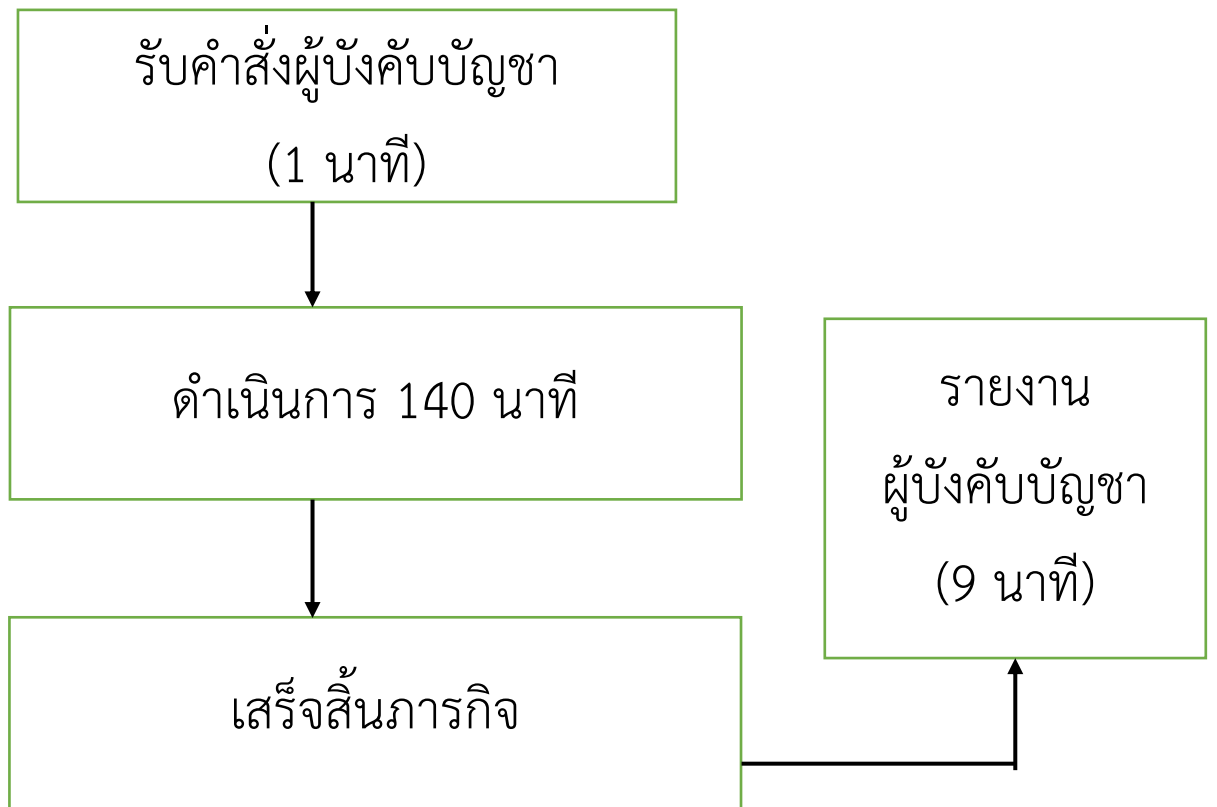 รับคำสั่งผู้บังคับบัญชา
(1 นาที)
ดำเนินการ 140 นาที
เสร็จสิ้นภารกิจ
รายงาน
ผู้บังคับบัญชา
(9 นาที)